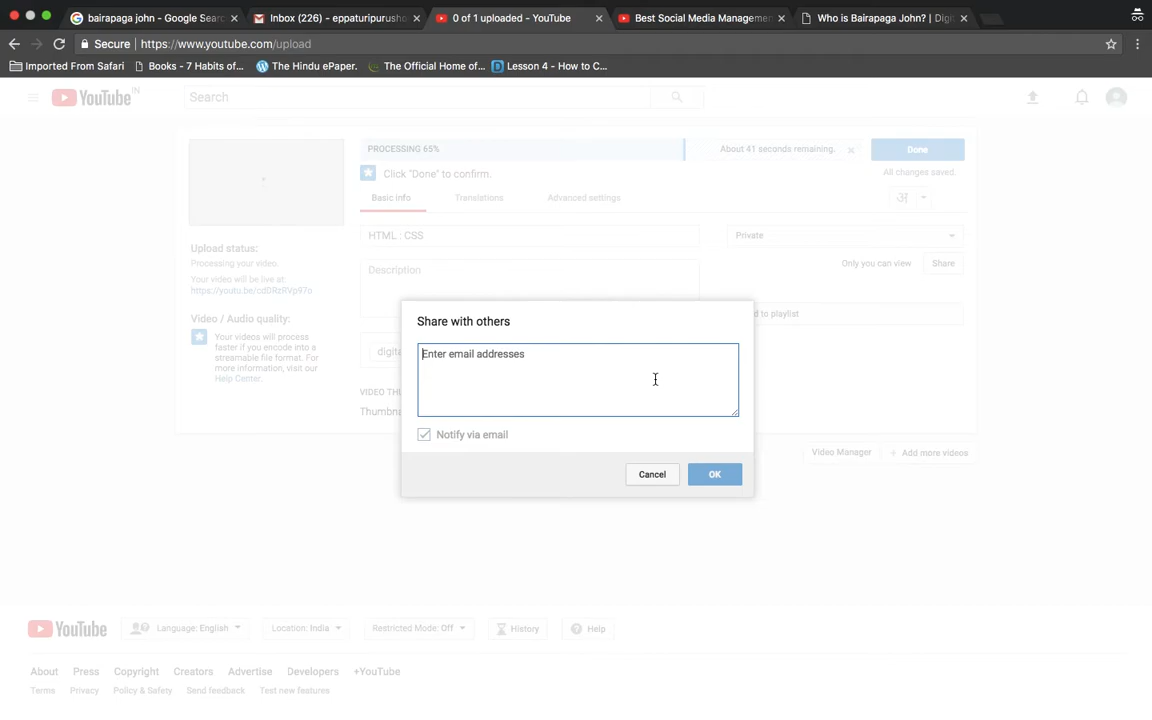 bairapaga john - Google Sear
Inbox (226) - eppaturipurusho
0 of 1 uploaded - YouTube
Best Social Media Managemen
Who is Bairapaga John? | Digi
Secure https://www.youtube.com/upload
Imported From Safari
Books - 7 Habits of...
The Hindu ePaper.
The Official Home of...
Lesson 4 - How to C...
YouTube IN
Search
PROCESSING 65%
About 41 seconds remaining.
Done
Click "Done" to confirm.
All changes saved.
Basic info
Translations
Advanced settings
अ
HTML : CSS
Private
Description
Only you can view
Share
Upload status:
Processing your video.
Your video will be live at:
https://youtu.be/cdDRzRVp97o
Video / Audio quality:
Your videos will process
faster if you encode into a
streamable file format. For
more information, visit our
Help Center.
d to playlist
digita
VIDEO THU
Thumbna
Share with others
Enter email addresses
Notify via email
Cancel
OK
Video Manager
+ Add more videos
YouTube
Language: English
Location: India
Restricted Mode: Off
History
Help
About Press Copyright Creators Advertise Developers +YouTube
Terms Privacy Policy & Safety Send feedback Test new features